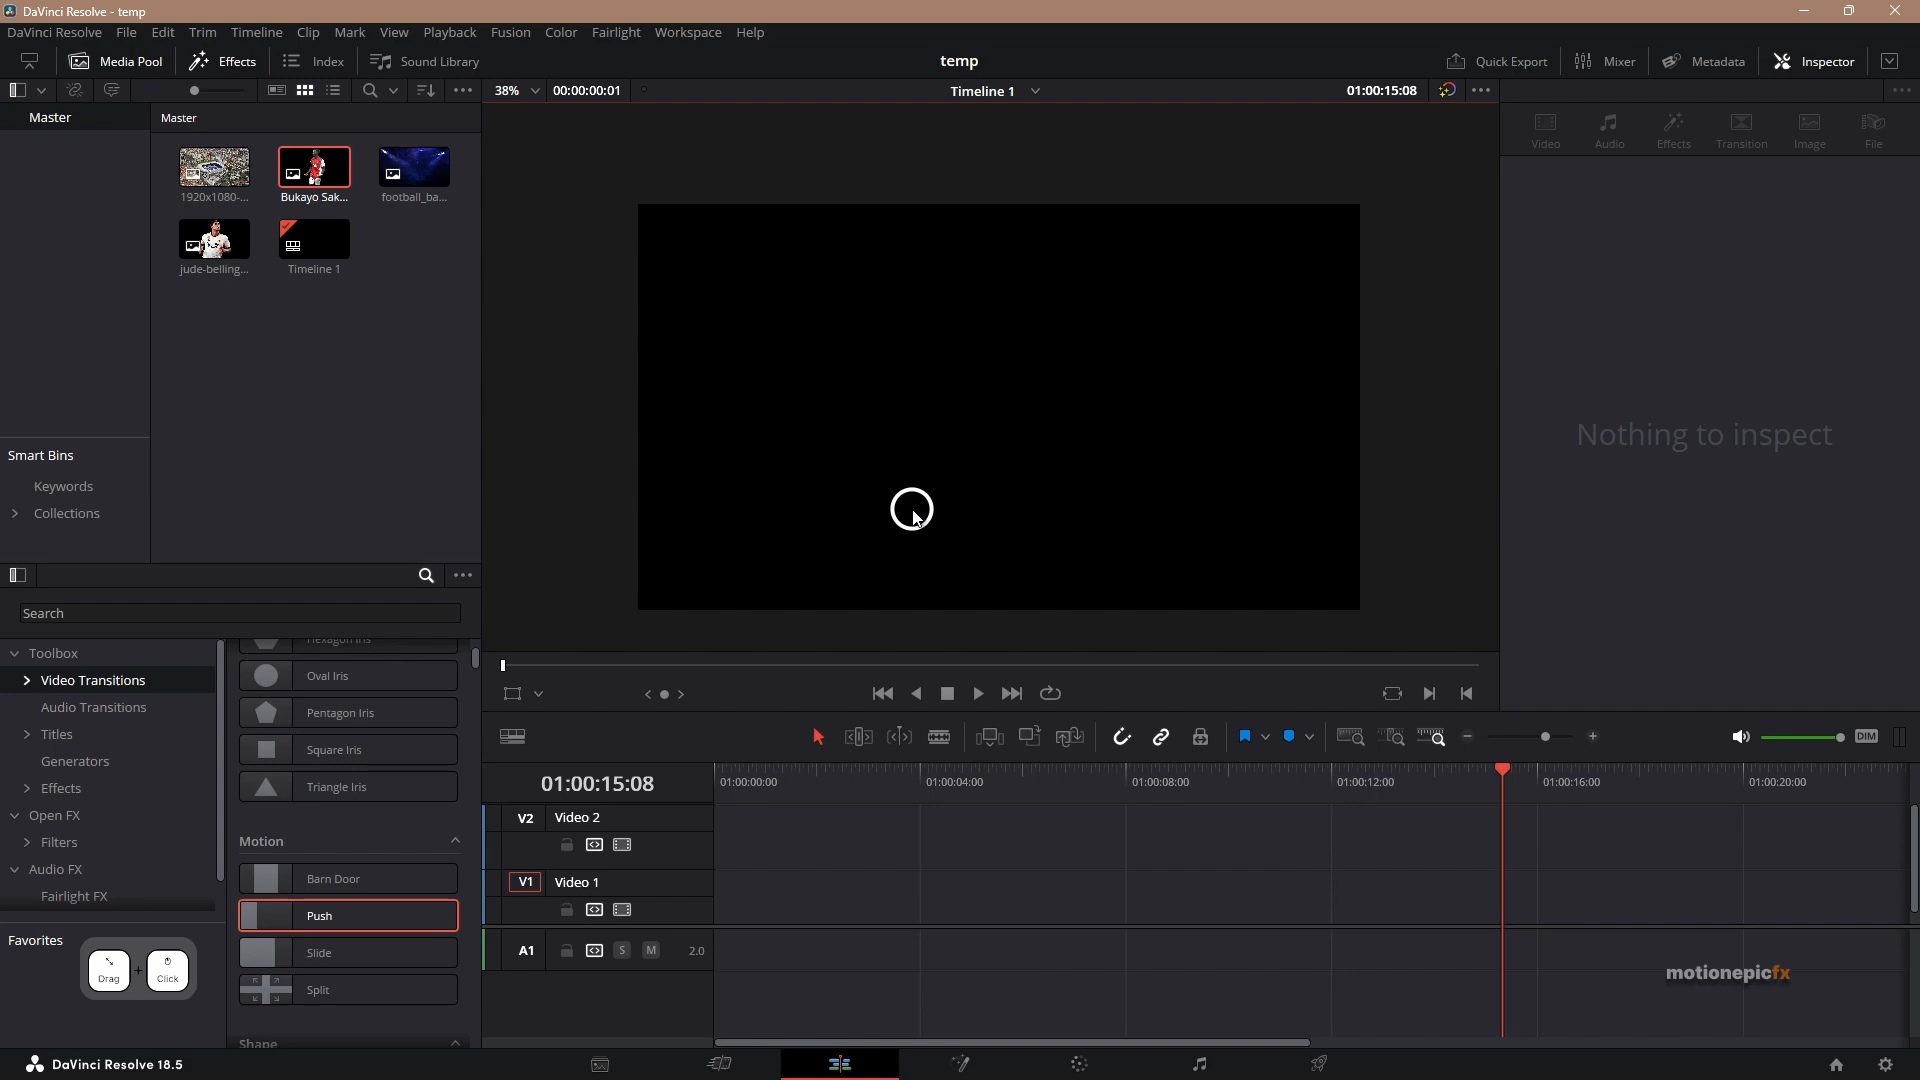 DaVinci Resolve - temp
DaVinci Resolve File Edit Trim Timeline Clip Mark View Playback Fusion Color Fairlight Workspace Help
Media Pool Effects Index Sound Library temp Quick Export Mixer Metadata Inspector
38% 00:00:00:01 Timeline 1 01:00:15:08
Master Master
Video Audio Effects Transition Image File
1920x1080-... Bukayo Sak... football_ba...
jude-belling... Timeline 1
Nothing to inspect
Smart Bins
Keywords
Collections
Search
Toolbox
Video Transitions
Audio Transitions
Titles
Generators
Effects
Open FX
Filters
Audio FX
Fairlight FX
Favorites
Drag + Click
Hexagon Iris
Oval Iris
Pentagon Iris
Square Iris
Triangle Iris
Motion
Barn Door
Push
Slide
Split
Shape
DIM
01:00:15:08 01:00:00:00 01:00:04:00 01:00:08:00 01:00:12:00 01:00:16:00 01:00:20:00
V2 Video 2
V1 Video 1
A1 S M 2.0
motionepicfx
DaVinci Resolve 18.5